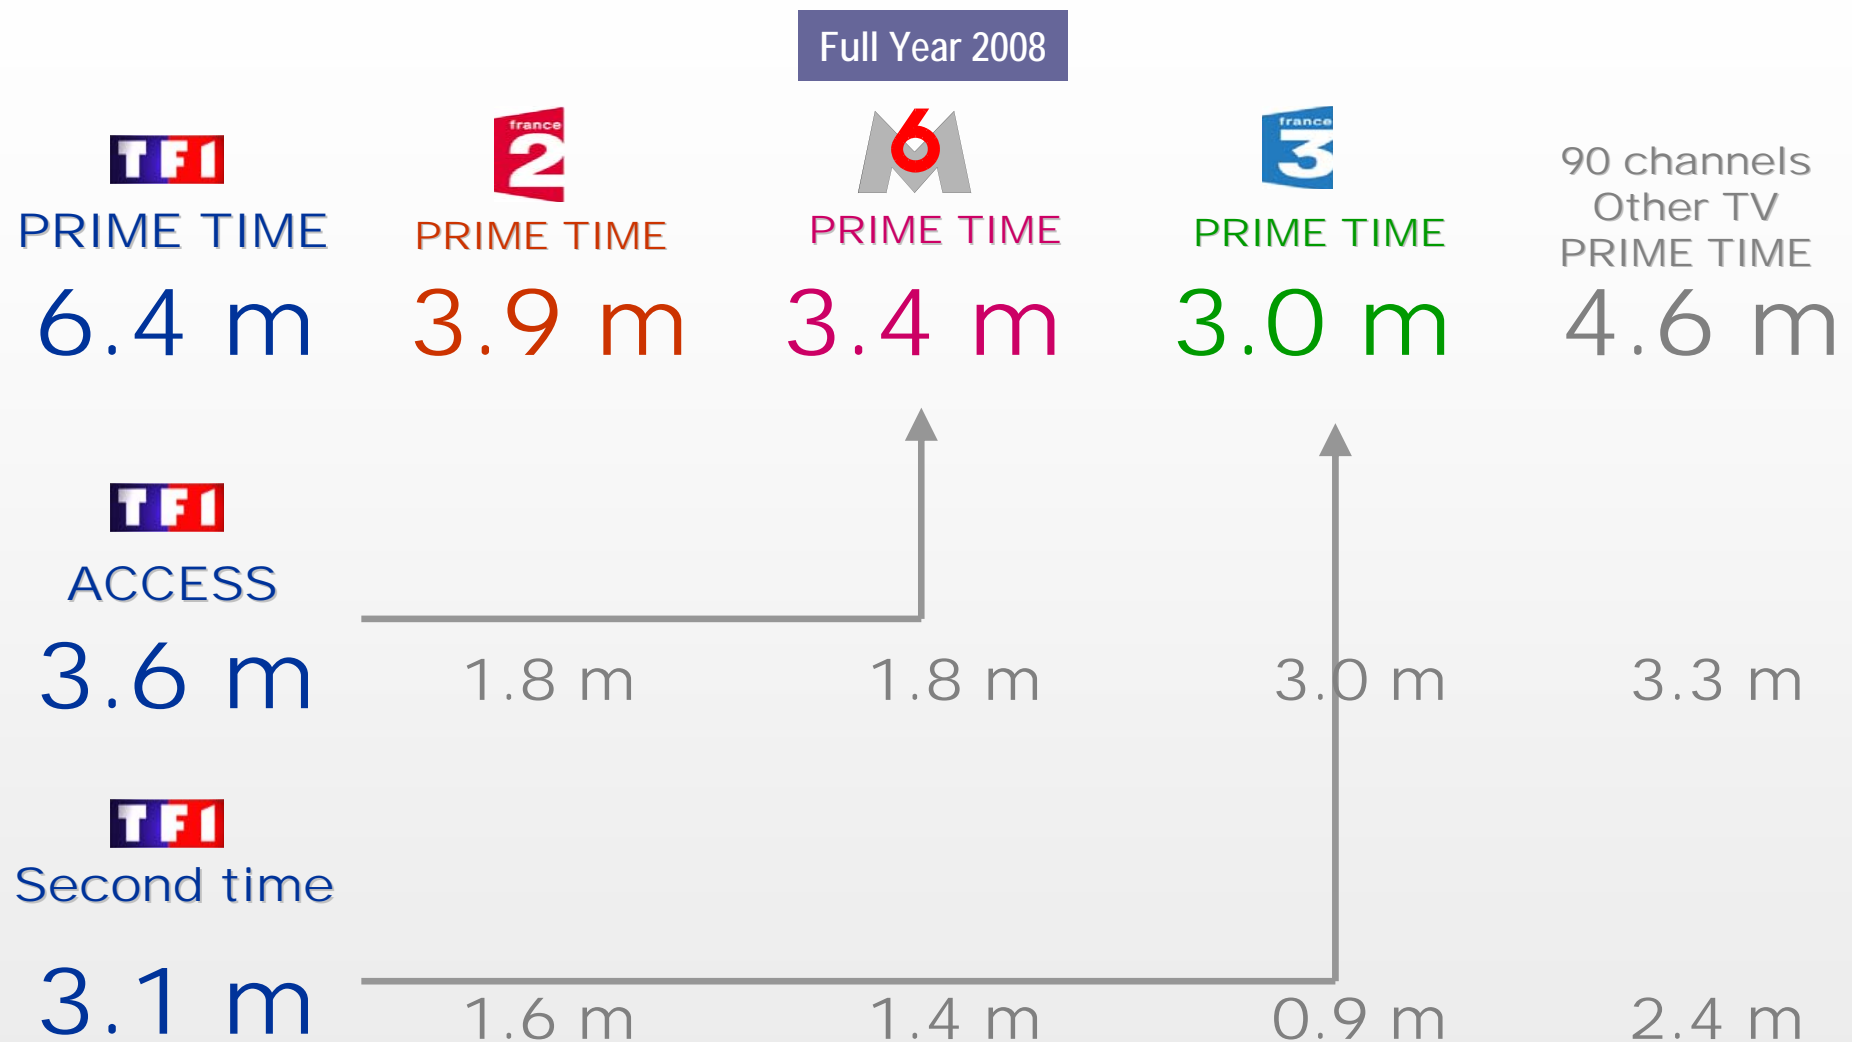 Full Year 2008
TF1
PRIME TIME
6.4 m
france
2
PRIME TIME
3.9 m
M6
PRIME TIME
3.4 m
france
3
PRIME TIME
3.0 m
90 channels
Other TV
PRIME TIME
4.6 m
TF1
ACCESS
3.6 m
1.8 m
1.8 m
3.0 m
3.3 m
TF1
Second time
3.1 m
1.6 m
1.4 m
0.9 m
2.4 m